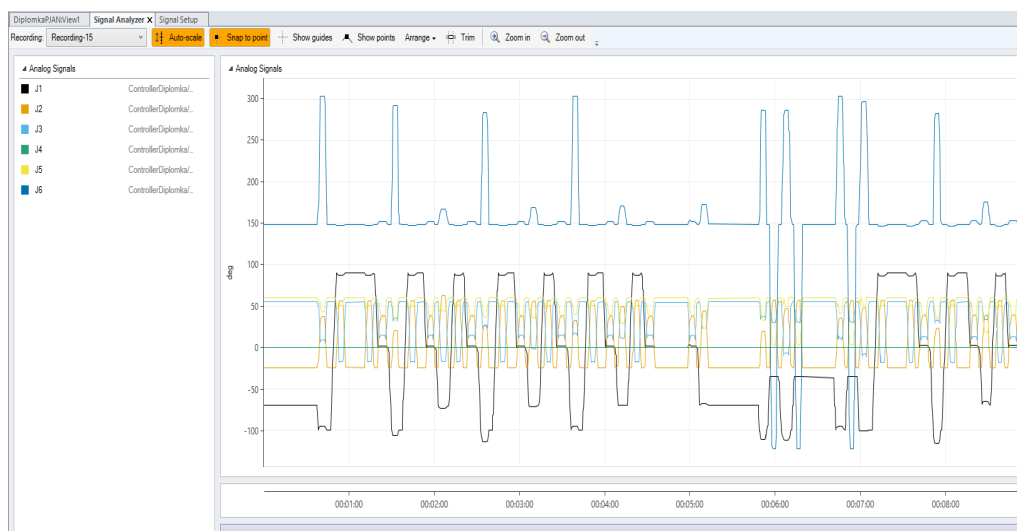 DiplomkaPJAN:View1 Signal Analyzer X Signal Setup
Recording: Recording-15 Auto-scale Snap to point Show guides Show points Arrange Trim Zoom in Zoom out
Analog Signals
J1 ControllerDiplomka/...
J2 ControllerDiplomka/...
J3 ControllerDiplomka/...
J4 ControllerDiplomka/...
J5 ControllerDiplomka/...
J6 ControllerDiplomka/...
Analog Signals
300
250
200
150
100
50
0
-50
-100
deg
00:01:00 00:02:00 00:03:00 00:04:00 00:05:00 00:06:00 00:07:00 00:08:00